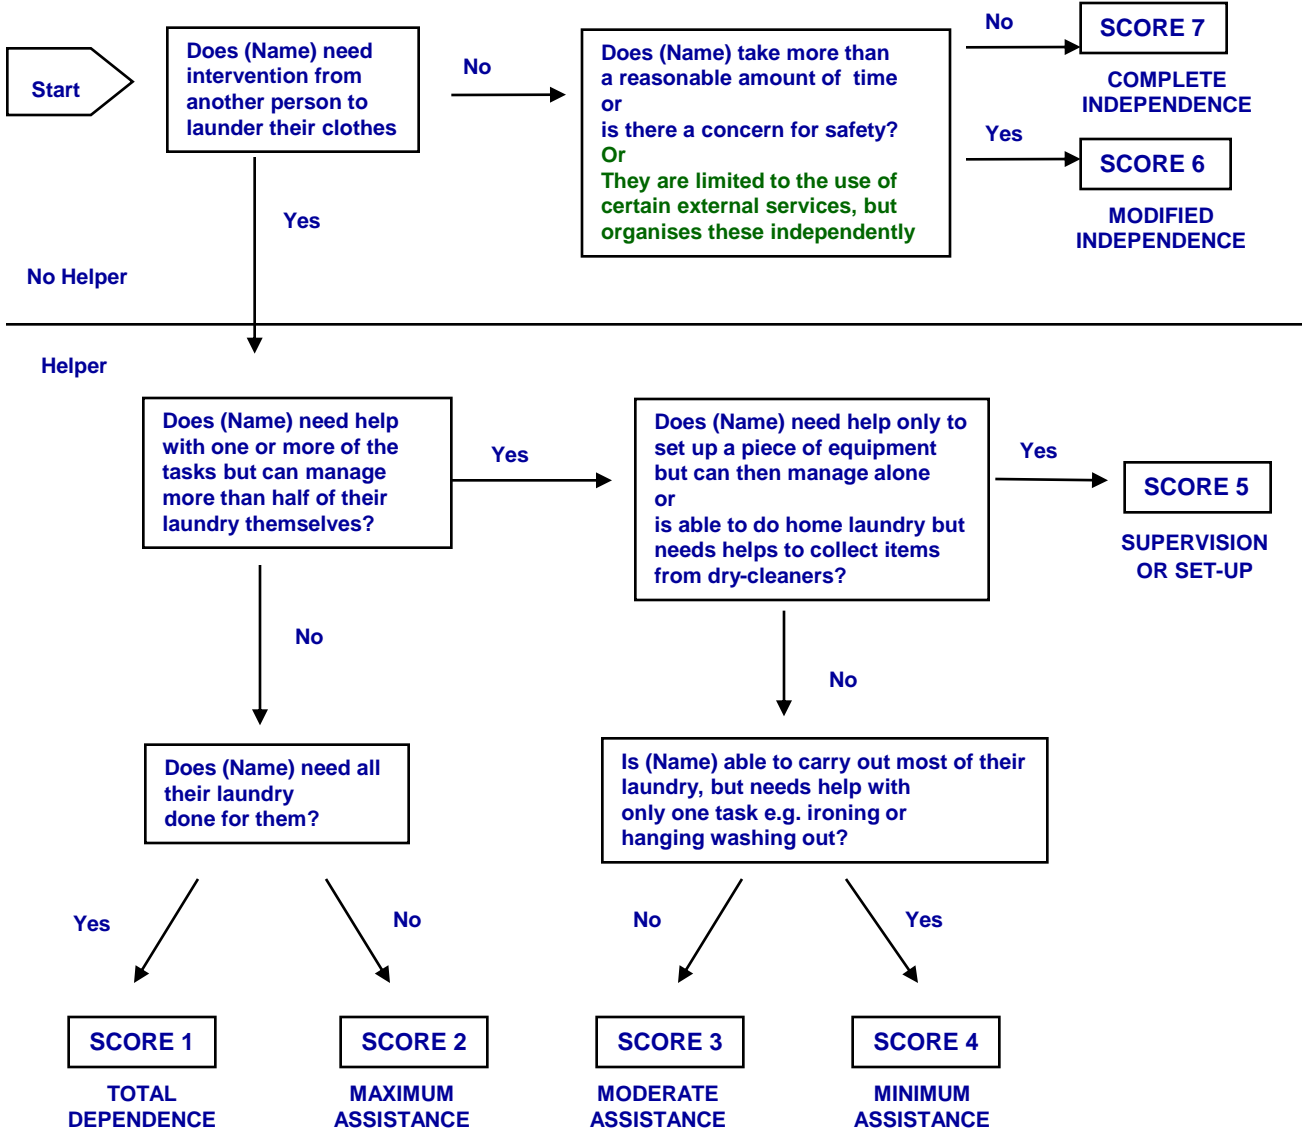 Start
Does (Name) need
intervention from
another person to
launder their clothes
No
Does (Name) take more than
a reasonable amount of time
or
is there a concern for safety?
Or
They are limited to the use of
certain external services, but
organises these independently
No
SCORE 7
COMPLETE
INDEPENDENCE
Yes
SCORE 6
MODIFIED
INDEPENDENCE
Yes
No Helper
Helper
Does (Name) need help
with one or more of the
tasks but can manage
more than half of their
laundry themselves?
Yes
Does (Name) need help only to
set up a piece of equipment
but can then manage alone
or
is able to do home laundry but
needs helps to collect items
from dry-cleaners?
Yes
SCORE 5
SUPERVISION
OR SET-UP
No
No
Does (Name) need all
their laundry
done for them?
Is (Name) able to carry out most of their
laundry, but needs help with
only one task e.g. ironing or
hanging washing out?
Yes
No
No
Yes
SCORE 1
TOTAL
DEPENDENCE
SCORE 2
MAXIMUM
ASSISTANCE
SCORE 3
MODERATE
ASSISTANCE
SCORE 4
MINIMUM
ASSISTANCE